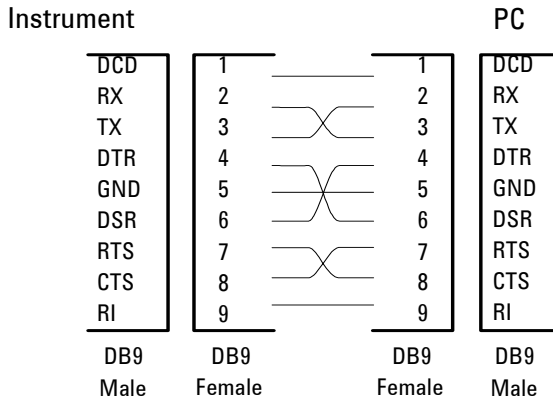 Instrument PC
DCD 1 1 DCD
RX 2 2 RX
TX 3 3 TX
DTR 4 4 DTR
GND 5 5 GND
DSR 6 6 DSR
RTS 7 7 RTS
CTS 8 8 CTS
RI 9 9 RI
DB9 DB9 DB9 DB9
Male Female Female Male